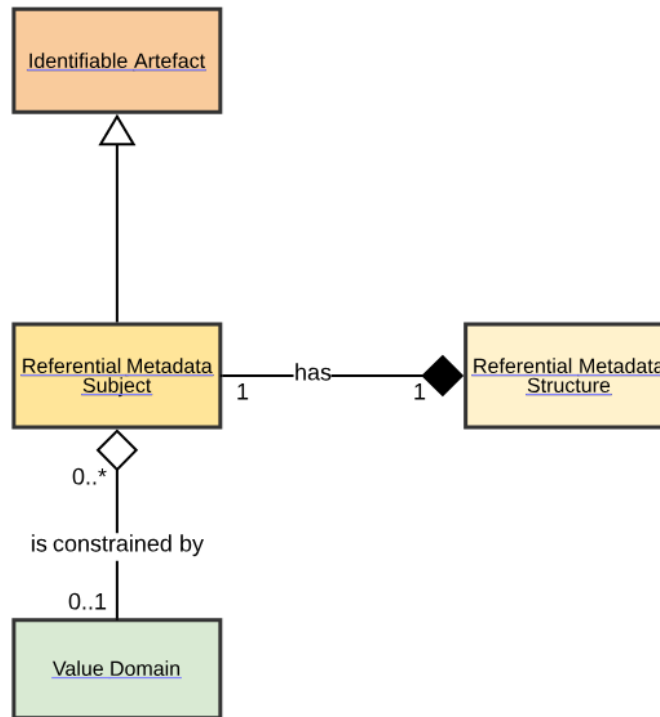 Identifiable Artefact
Referential Metadata
Subject
has
1
1
Referential Metadata
Structure
0..*
is constrained by
0..1
Value Domain